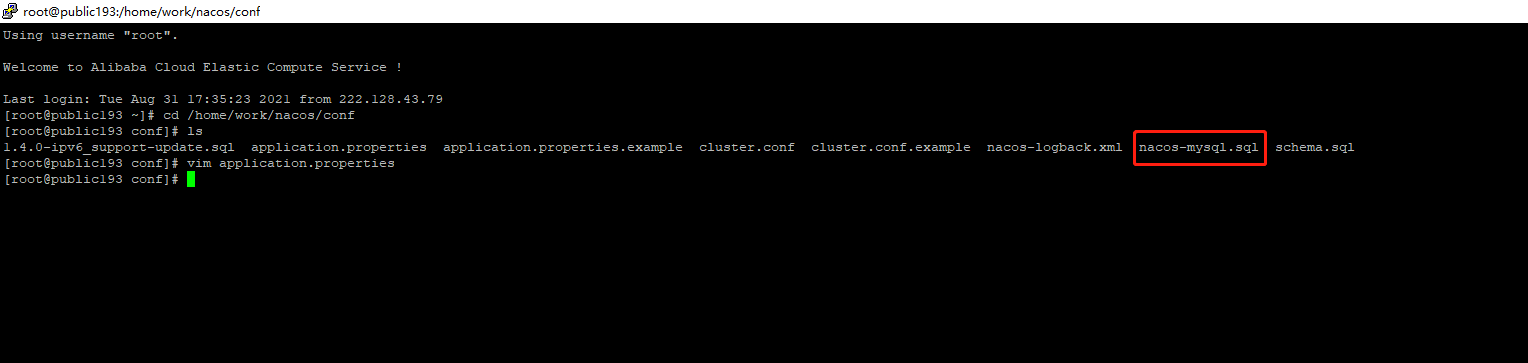 root@public193:/home/work/nacos/conf
Using username "root".
Welcome to Alibaba Cloud Elastic Compute Service !
Last login: Tue Aug 31 17:35:23 2021 from 222.128.43.79
[root@public193 ~]# cd /home/work/nacos/conf
[root@public193 conf]# ls
1.4.0-ipv6_support-update.sql  application.properties  application.properties.example  cluster.conf  cluster.conf.example  nacos-logback.xml  nacos-mysql.sql  schema.sql
[root@public193 conf]# vim application.properties
[root@public193 conf]#